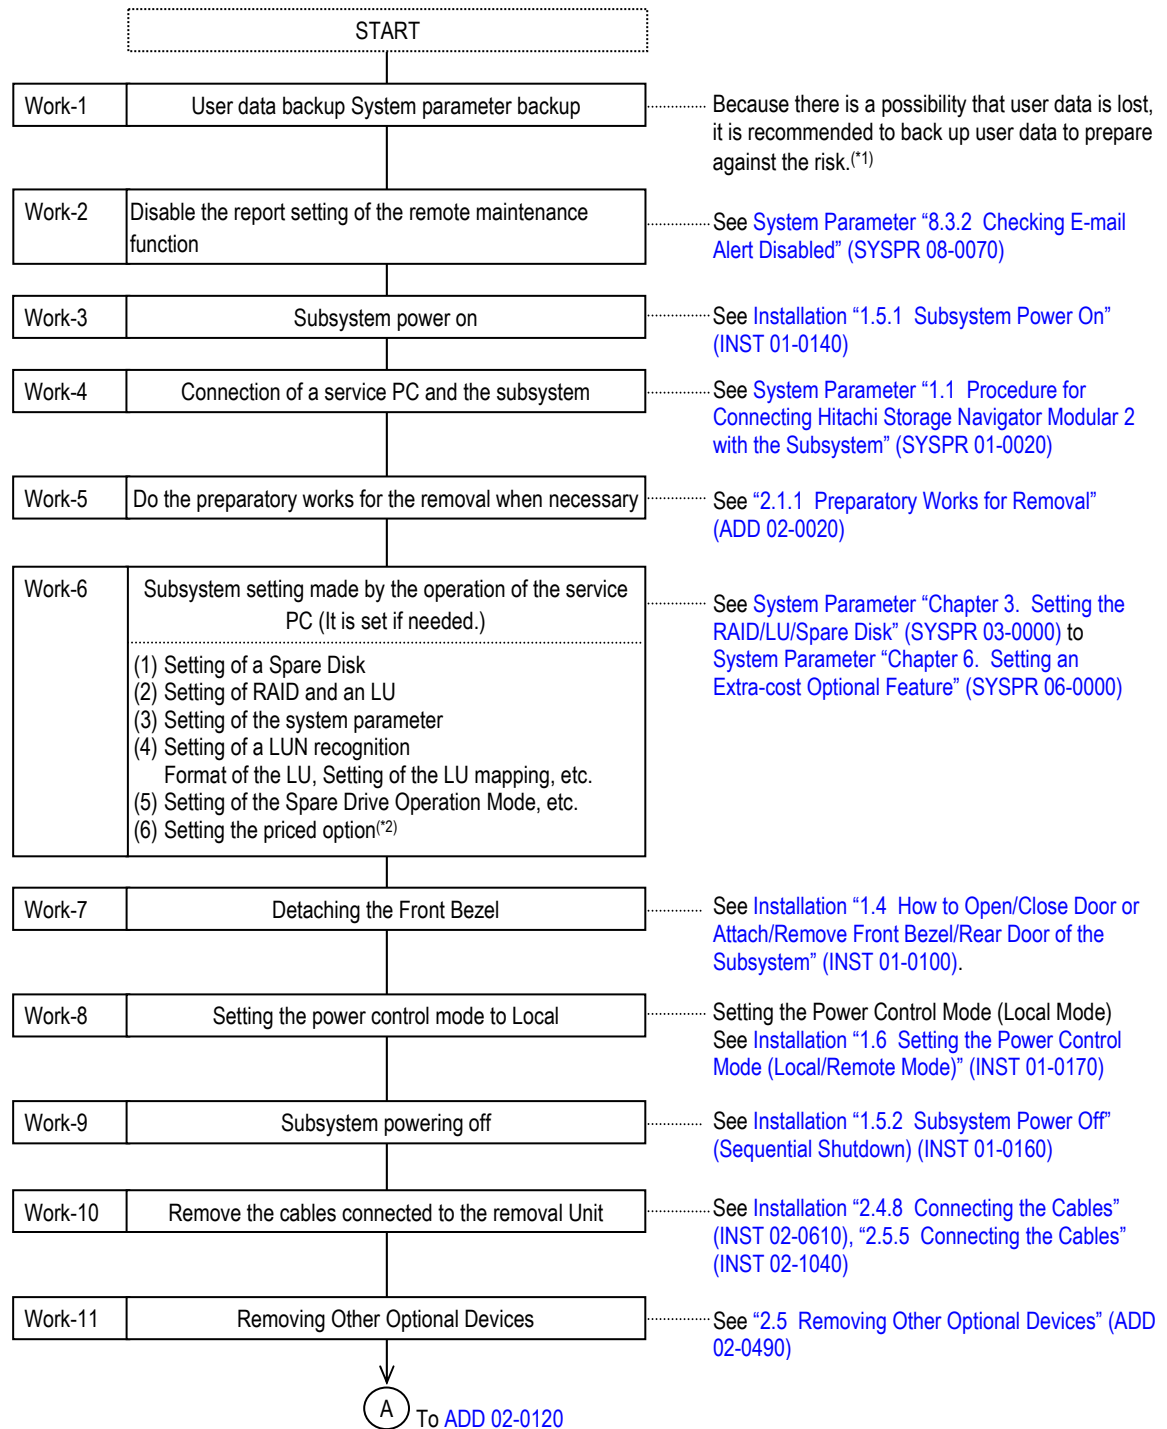 START
Work-1
User data backup System parameter backup
Because there is a possibility that user data is lost,
it is recommended to back up user data to prepare
against the risk.(*1)
Work-2
Disable the report setting of the remote maintenance
function
See System Parameter “8.3.2 Checking E-mail
Alert Disabled” (SYSPR 08-0070)
Work-3
Subsystem power on
See Installation “1.5.1 Subsystem Power On”
(INST 01-0140)
Work-4
Connection of a service PC and the subsystem
See System Parameter “1.1 Procedure for
Connecting Hitachi Storage Navigator Modular 2
with the Subsystem” (SYSPR 01-0020)
Work-5
Do the preparatory works for the removal when necessary
See “2.1.1 Preparatory Works for Removal”
(ADD 02-0020)
Work-6
Subsystem setting made by the operation of the service
PC (It is set if needed.)
(1) Setting of a Spare Disk
(2) Setting of RAID and an LU
(3) Setting of the system parameter
(4) Setting of a LUN recognition
Format of the LU, Setting of the LU mapping, etc.
(5) Setting of the Spare Drive Operation Mode, etc.
(6) Setting the priced option(*2)
See System Parameter “Chapter 3. Setting the
RAID/LU/Spare Disk” (SYSPR 03-0000) to
System Parameter “Chapter 6. Setting an
Extra-cost Optional Feature” (SYSPR 06-0000)
Work-7
Detaching the Front Bezel
See Installation “1.4 How to Open/Close Door or
Attach/Remove Front Bezel/Rear Door of the
Subsystem” (INST 01-0100).
Work-8
Setting the power control mode to Local
Setting the Power Control Mode (Local Mode)
See Installation “1.6 Setting the Power Control
Mode (Local/Remote Mode)” (INST 01-0170)
Work-9
Subsystem powering off
See Installation “1.5.2 Subsystem Power Off”
(Sequential Shutdown) (INST 01-0160)
Work-10
Remove the cables connected to the removal Unit
See Installation “2.4.8 Connecting the Cables”
(INST 02-0610), “2.5.5 Connecting the Cables”
(INST 02-1040)
Work-11
Removing Other Optional Devices
See “2.5 Removing Other Optional Devices” (ADD
02-0490)
A
To ADD 02-0120